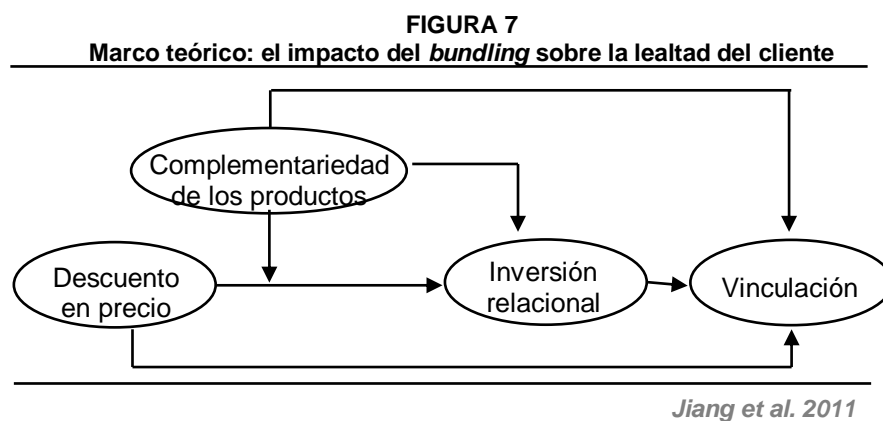 FIGURA 7
Marco teórico: el impacto del bundling sobre la lealtad del cliente
Complementariedad
de los productos
Descuento
en precio
Inversión
relacional
Vinculación
Jiang et al. 2011